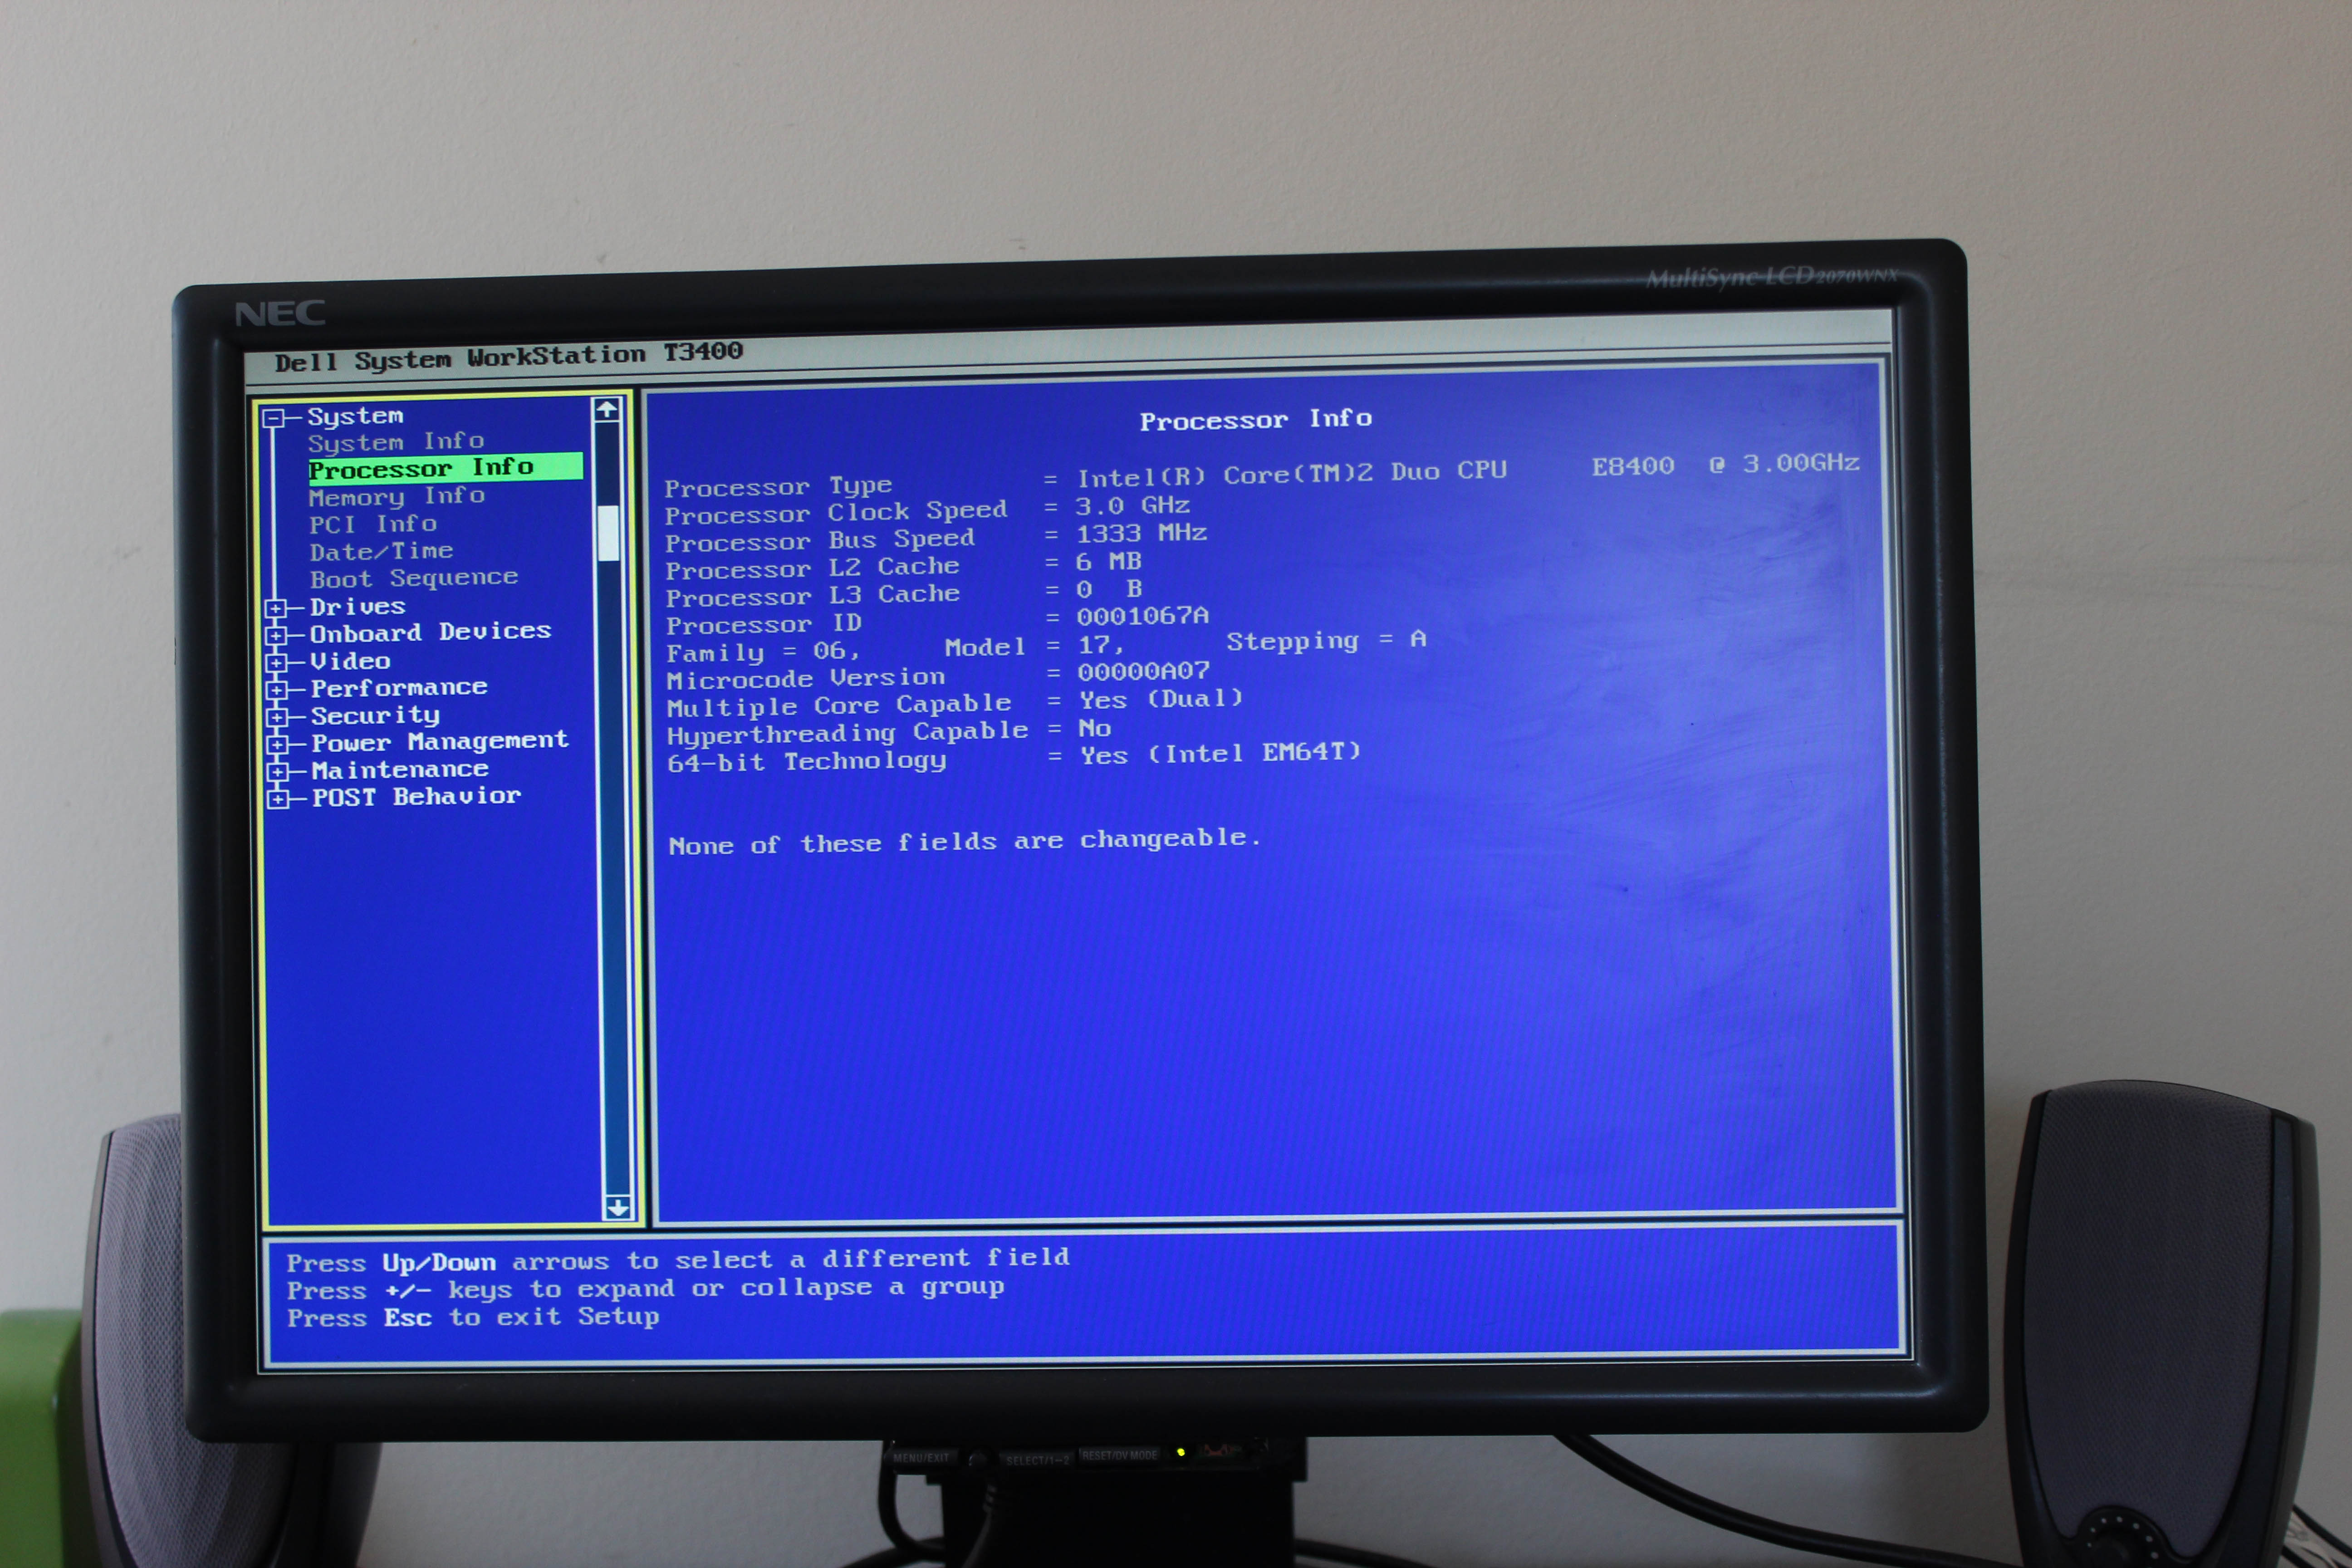 NEC
MultiSync LCD2070WNX
Dell System WorkStation T3400
System
System Info
Processor Info
Memory Info
PCI Info
Date/Time
Boot Sequence
Drives
Onboard Devices
Video
Performance
Security
Power Management
Maintenance
POST Behavior
Processor Info
Processor Type = Intel(R) Core(TM)2 Duo CPU E8400 @ 3.00GHz
Processor Clock Speed = 3.0 GHz
Processor Bus Speed = 1333 MHz
Processor L2 Cache = 6 MB
Processor L3 Cache = 0 B
Processor ID = 0001067A
Family = 06, Model = 17, Stepping = A
Microcode Version = 00000A07
Multiple Core Capable = Yes (Dual)
Hyperthreading Capable = No
64-bit Technology = Yes (Intel EM64T)
None of these fields are changeable.
Press Up/Down arrows to select a different field
Press +/- keys to expand or collapse a group
Press Esc to exit Setup
MENU/EXIT SELECT/1↔2 RESET/DV MODE